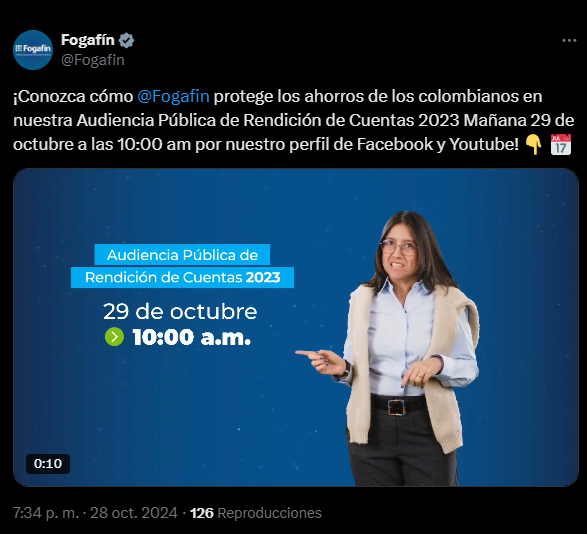 Fogafín
Fogafín
@Fogafin
¡Conozca cómo @Fogafin protege los ahorros de los colombianos en
nuestra Audiencia Pública de Rendición de Cuentas 2023 Mañana 29 de
octubre a las 10:00 am por nuestro perfil de Facebook y Youtube! 👇 📅
JUL
17
Audiencia Pública de
Rendición de Cuentas 2023
29 de octubre
10:00 a.m.
0:10
7:34 p. m. · 28 oct. 2024 · 126 Reproducciones